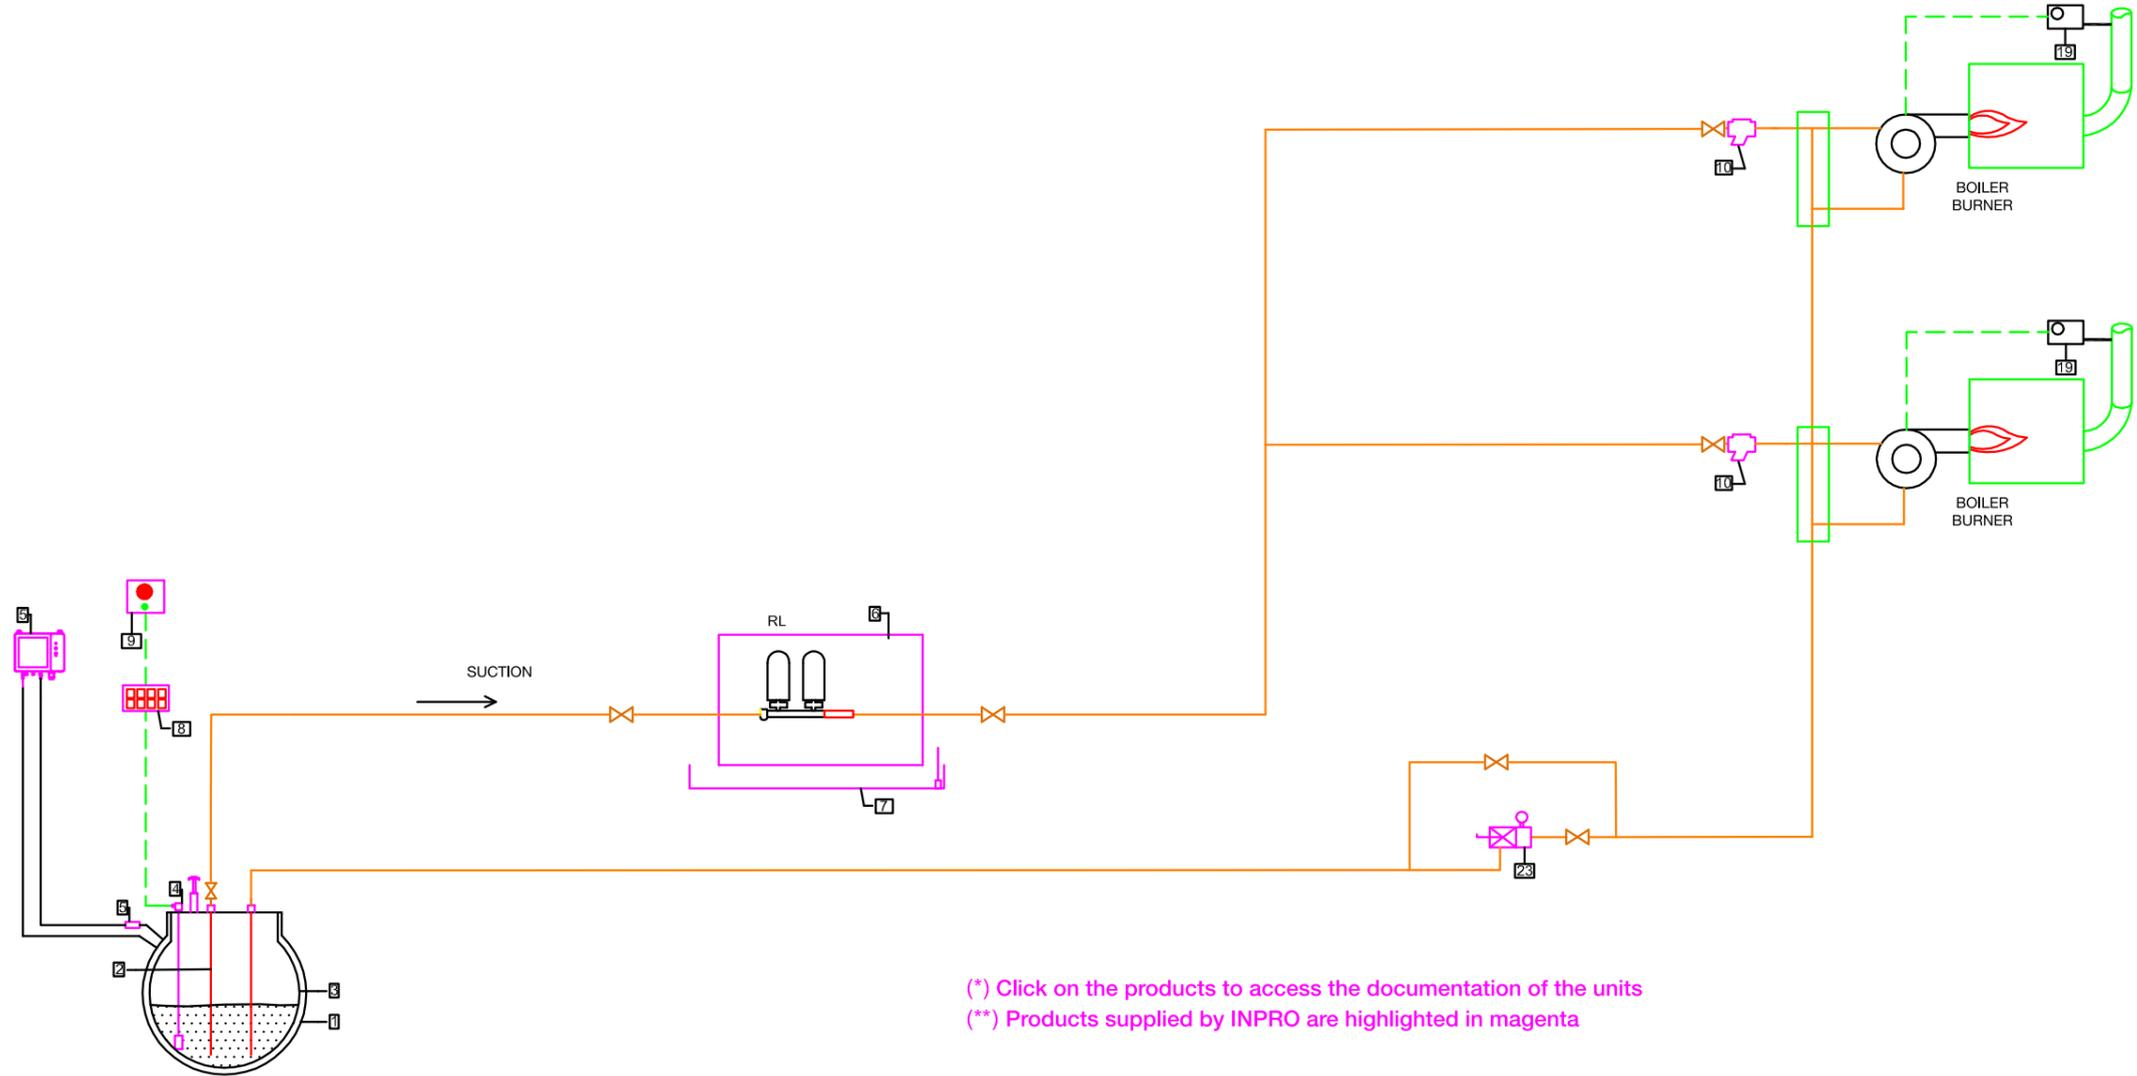 19
10
BOILER
BURNER
19
10
BOILER
BURNER
5
9
RL
6
SUCTION
8
7
4
23
5
2
3
1
(*) Click on the products to access the documentation of the units
(**) Products supplied by INPRO are highlighted in magenta